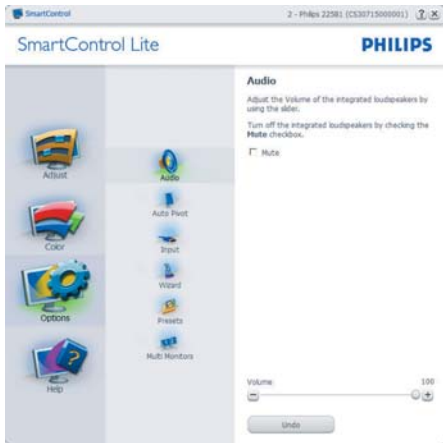 SmartControl
2 - Philips 225B1 (CS30715000001)
SmartControl Lite
PHILIPS
Adjust
Color
Options
Help
Audio
Auto Pivot
Input
Wizard
Presets
Multi Monitors
Audio
Adjust the Volume of the integrated loudspeakers by
using the slider.
Turn off the integrated loudspeakers by checking the
Mute checkbox.
Mute
Volume
100
Undo